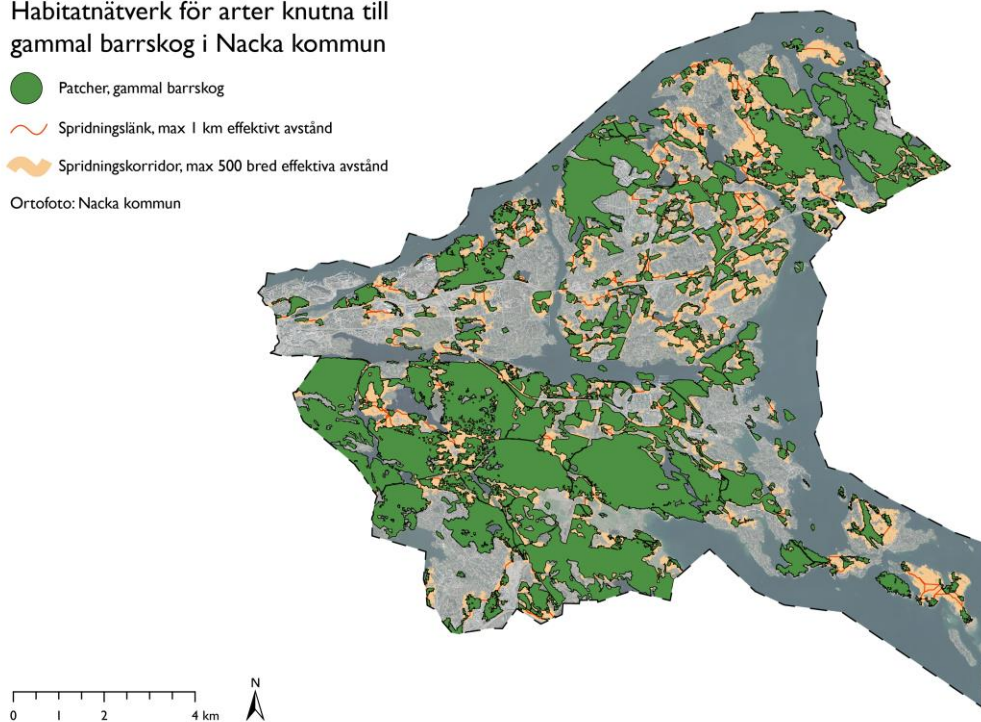 Habitatnätverk för arter knutna till
gammal barrskog i Nacka kommun
Patcher, gammal barrskog
Spridningslänk, max 1 km effektivt avstånd
Spridningskorridor, max 500 bred effektiva avstånd
Ortofoto: Nacka kommun
N
0 1 2 4 km